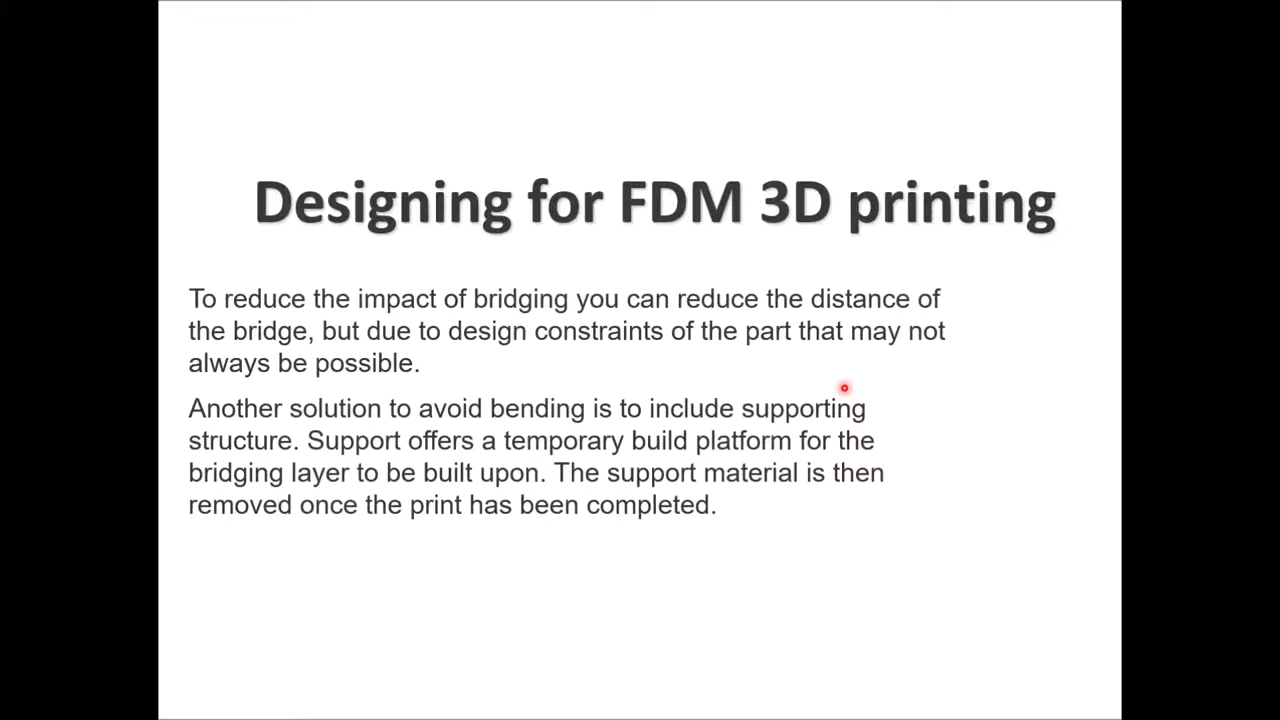 Designing for FDM 3D printing
To reduce the impact of bridging you can reduce the distance of
the bridge, but due to design constraints of the part that may not
always be possible.
Another solution to avoid bending is to include supporting
structure. Support offers a temporary build platform for the
bridging layer to be built upon. The support material is then
removed once the print has been completed.